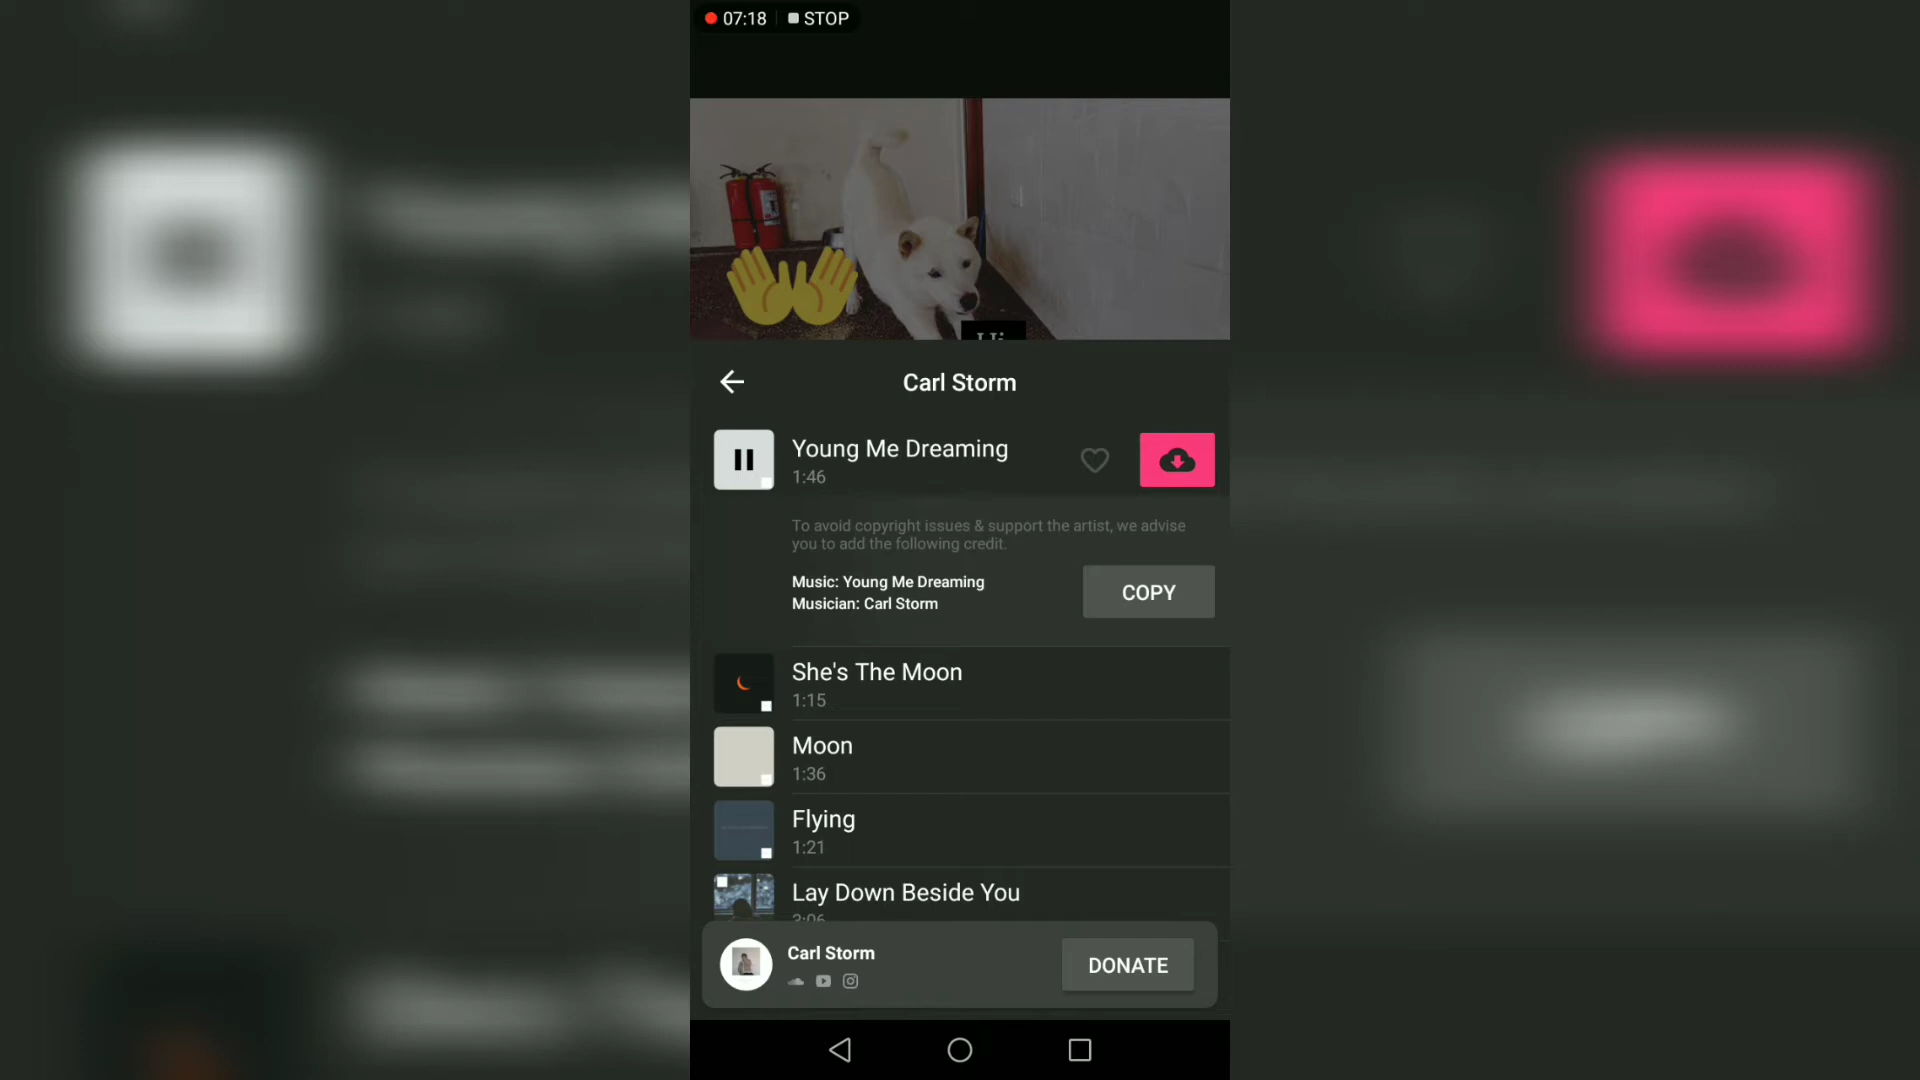 07:18 STOP
Carl Storm
Young Me Dreaming
1:46
To avoid copyright issues & support the artist, we advise
you to add the following credit.
Music: Young Me Dreaming
Musician: Carl Storm
COPY
She's The Moon
1:15
Moon
1:36
Flying
1:21
Lay Down Beside You
3:06
Carl Storm
DONATE